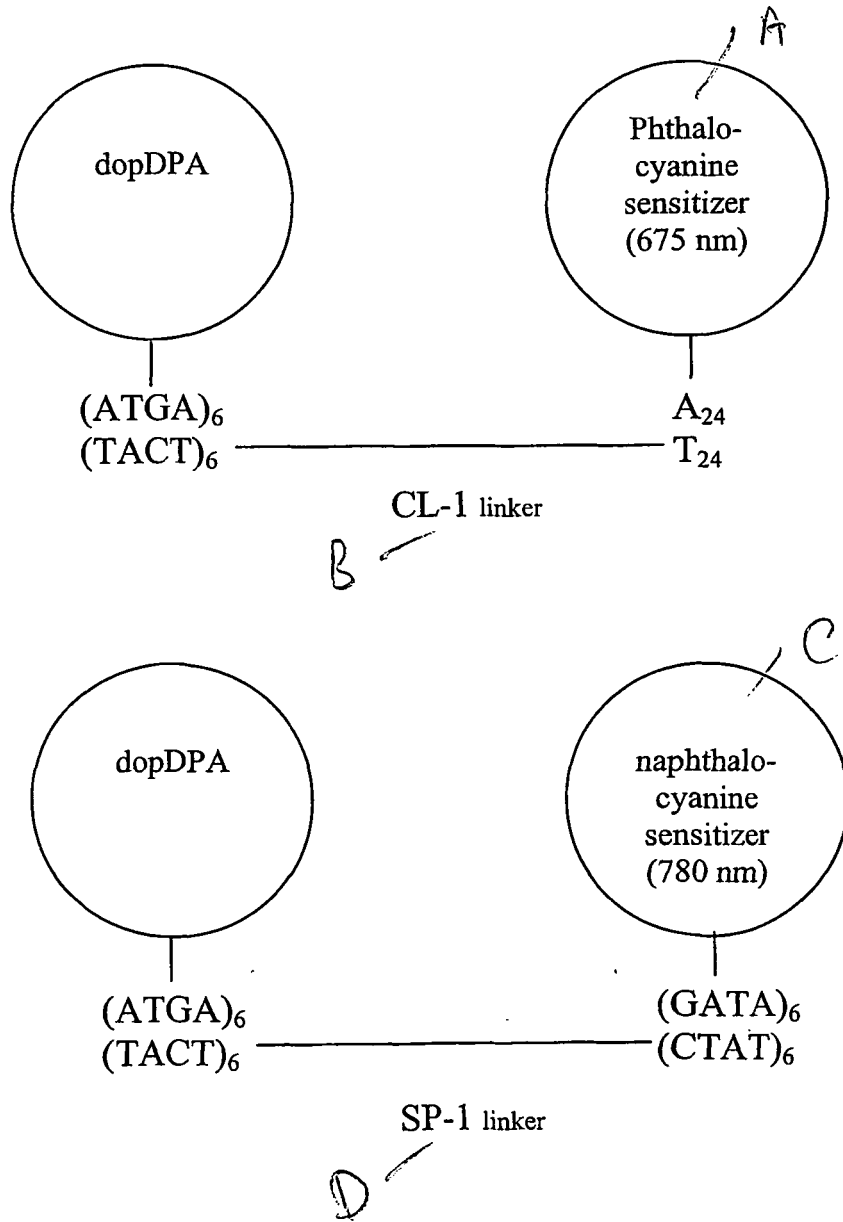 A
dopDPA
Phthalo-
cyanine
sensitizer
(675 nm)
(ATGA)6
(TACT)6
A24
T24
CL-1 linker
B
C
dopDPA
naphthalo-
cyanine
sensitizer
(780 nm)
(ATGA)6
(TACT)6
(GATA)6
(CTAT)6
SP-1 linker
D